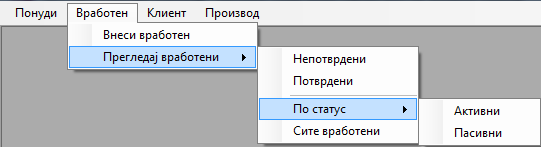 Понуди Вработен Клиент Производ
Внеси вработен
Прегледај вработени
Непотврдени
Потврдени
По статус
Сите вработени
Активни
Пасивни